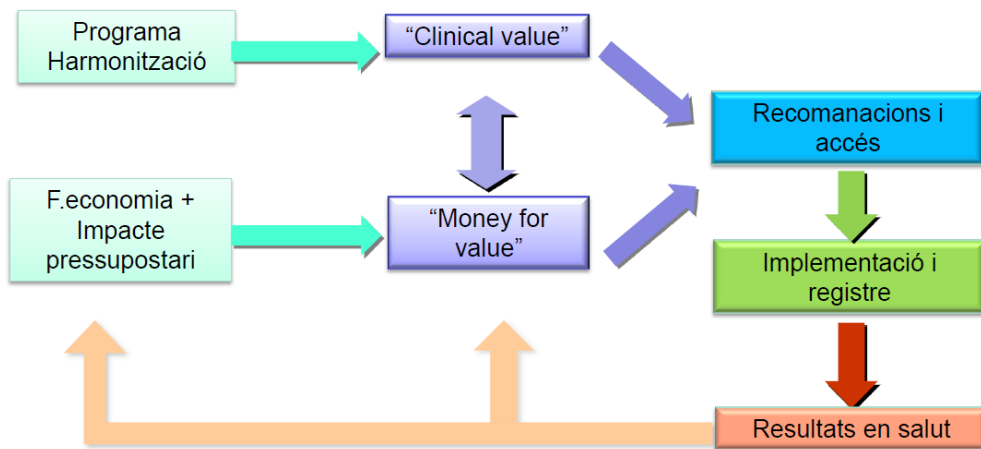 Programa
Harmonització
“Clinical value”
Recomanacions i
accés
F.economia +
Impacte
pressupostari
“Money for
value”
Implementació i
registre
Resultats en salut